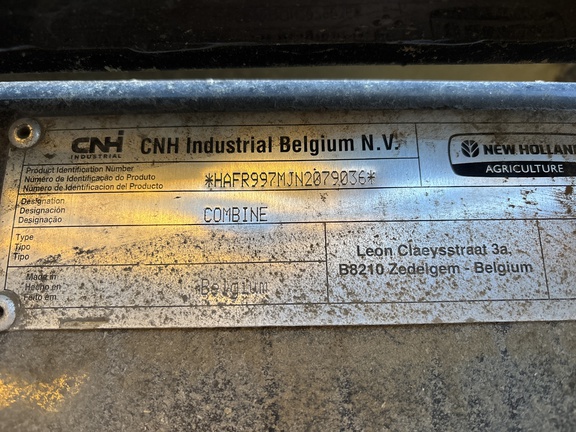 CNH
INDUSTRIAL
CNH Industrial Belgium N.V.
NEW HOLLAND
AGRICULTURE
Product Identification Number
Número de Identificação do Produto
Número de Identificacion del Producto
*HAFR997MJN2079036*
Designation
Designación
Designação
COMBINE
Type
Tipo
Tipo
Leon Claeysstraat 3a,
B8210 Zedelgem - Belgium
Made in
Hecho en
Feito em
Belgium